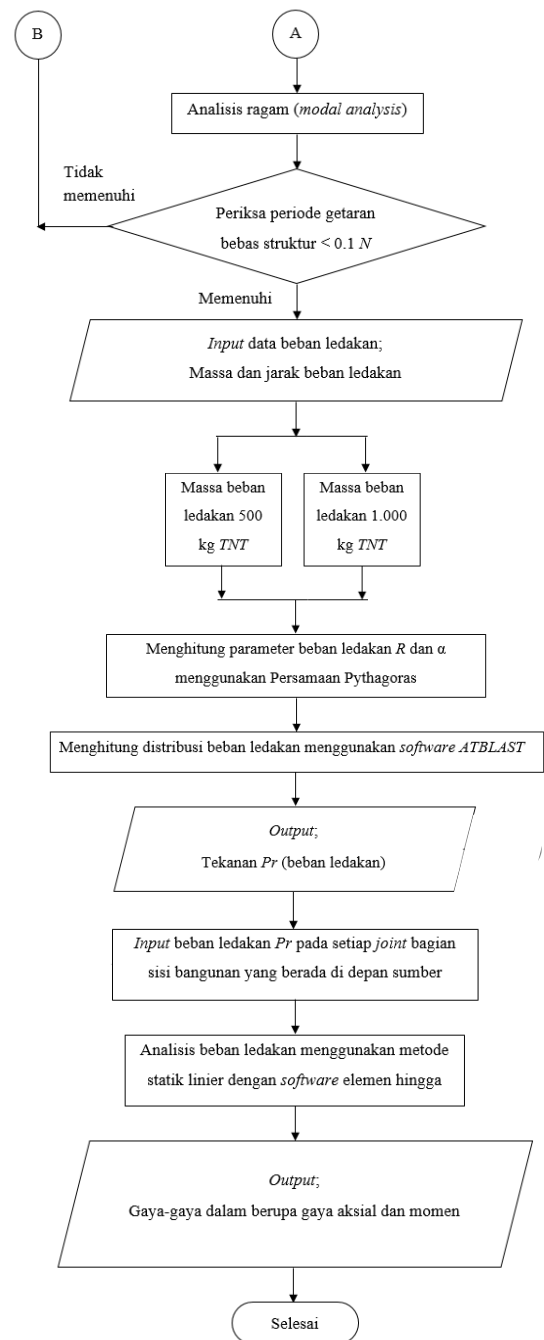 B
A
Analisis ragam (modal analysis)
Tidak
memenuhi
Periksa periode getaran
bebas struktur < 0.1 N
Memenuhi
Input data beban ledakan;
Massa dan jarak beban ledakan
Massa beban
ledakan 500
kg TNT
Massa beban
ledakan 1.000
kg TNT
Menghitung parameter beban ledakan R dan α
menggunakan Persamaan Pythagoras
Menghitung distribusi beban ledakan menggunakan software ATBLAST
Output;
Tekanan Pr (beban ledakan)
Input beban ledakan Pr pada setiap joint bagian
sisi bangunan yang berada di depan sumber
Analisis beban ledakan menggunakan metode
statik linier dengan software elemen hingga
Output;
Gaya-gaya dalam berupa gaya aksial dan momen
Selesai